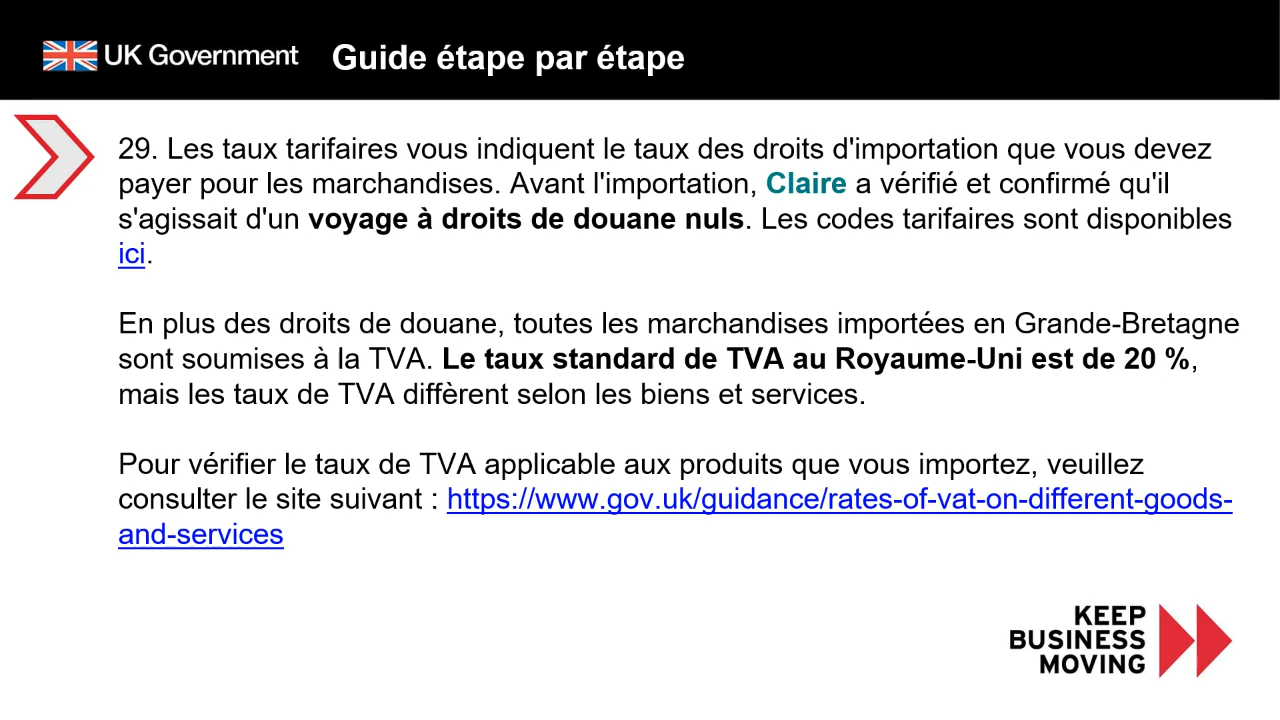 UK Government
Guide étape par étape
29. Les taux tarifaires vous indiquent le taux des droits d'importation que vous devez
payer pour les marchandises. Avant l'importation, Claire a vérifié et confirmé qu'il
s'agissait d'un voyage à droits de douane nuls. Les codes tarifaires sont disponibles
ici.
En plus des droits de douane, toutes les marchandises importées en Grande-Bretagne
sont soumises à la TVA. Le taux standard de TVA au Royaume-Uni est de 20 %,
mais les taux de TVA diffèrent selon les biens et services.
Pour vérifier le taux de TVA applicable aux produits que vous importez, veuillez
consulter le site suivant : https://www.gov.uk/guidance/rates-of-vat-on-different-goods-
and-services
KEEP
BUSINESS
MOVING